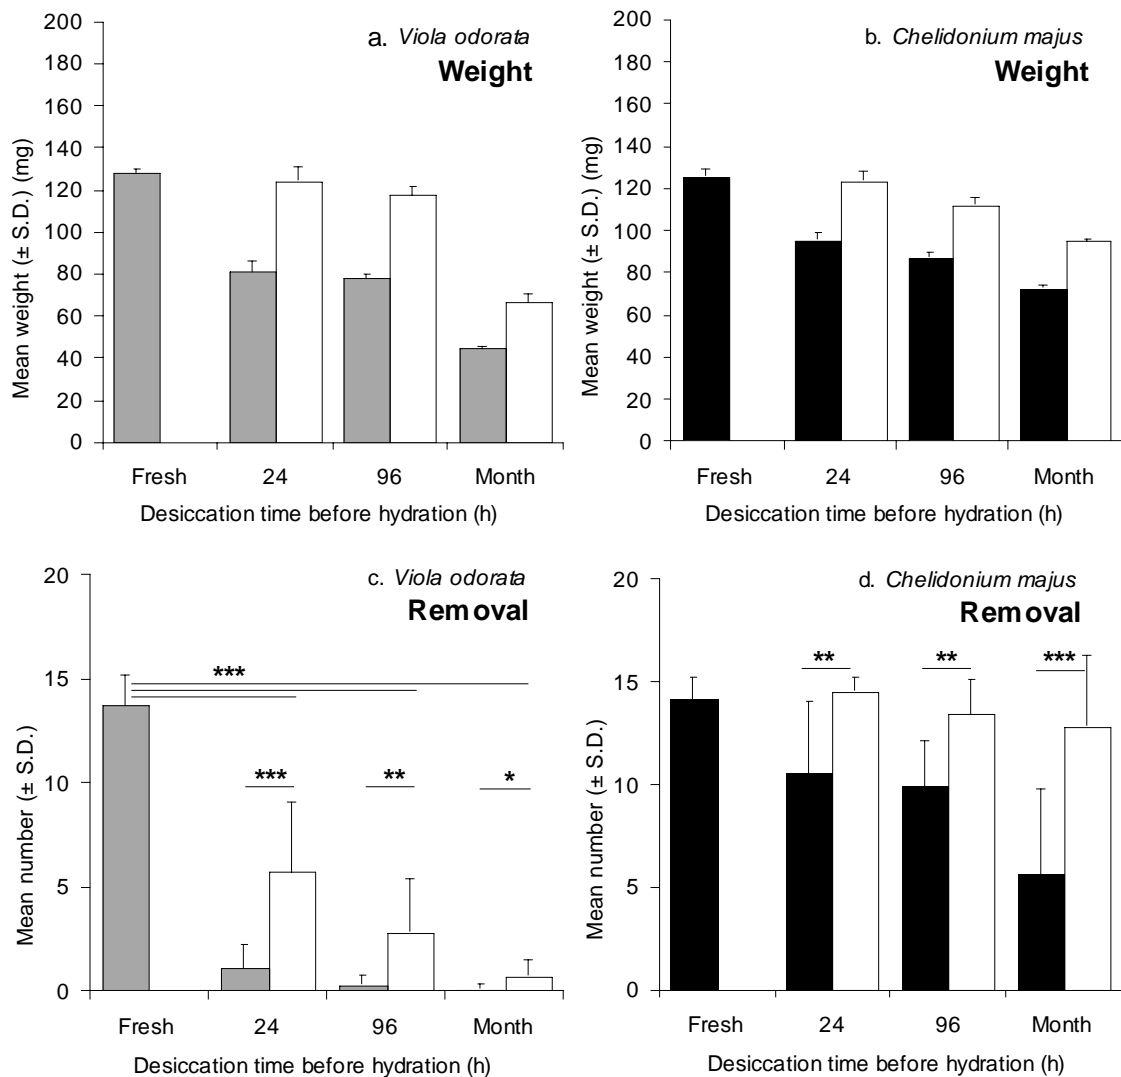 a. Viola odorata
Weight
Mean weight (± S.D.) (mg)
200
180
160
140
120
100
80
60
40
20
0
Fresh 24 96 Month
Desiccation time before hydration (h)
b. Chelidonium majus
Weight
Mean weight (± S.D.) (mg)
200
180
160
140
120
100
80
60
40
20
0
Fresh 24 96 Month
Desiccation time before hydration (h)
c. Viola odorata
Removal
Mean number (± S.D.)
20
15
10
5
0
***
*** ** *
Fresh 24 96 Month
Desiccation time before hydration (h)
d. Chelidonium majus
Removal
Mean number (± S.D.)
20
15
10
5
0
** ** ***
Fresh 24 96 Month
Desiccation time before hydration (h)